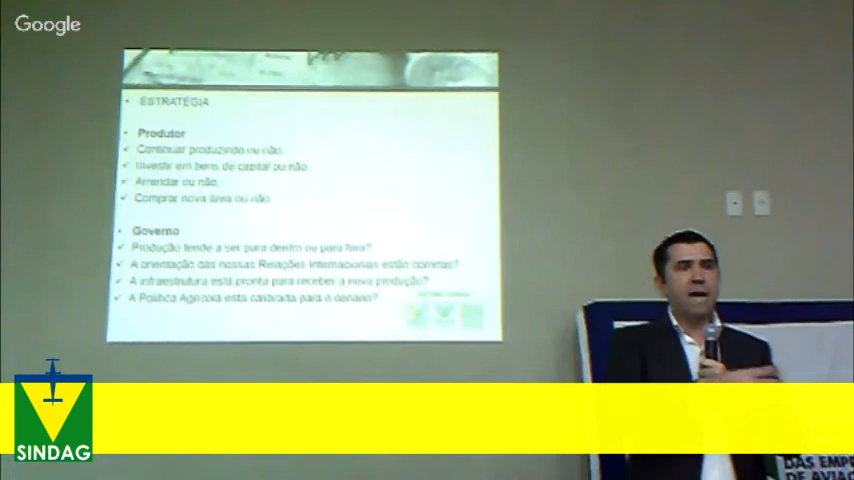 Google
ESTRATÉGIA
Produtor
Continuar produzindo ou não;
Investir em bens de capital ou não
Arrendar ou não;
Comprar nova área ou não
Governo
Produção tende a ser para dentro ou para fora?
A orientação das nossas Relações Internacionais estão corretas?
A infraestrutura está pronta para receber a nova produção?
A Política Agrícola está calibrada para o cenário?
SINDAG
DAS EMP
DE AVIA